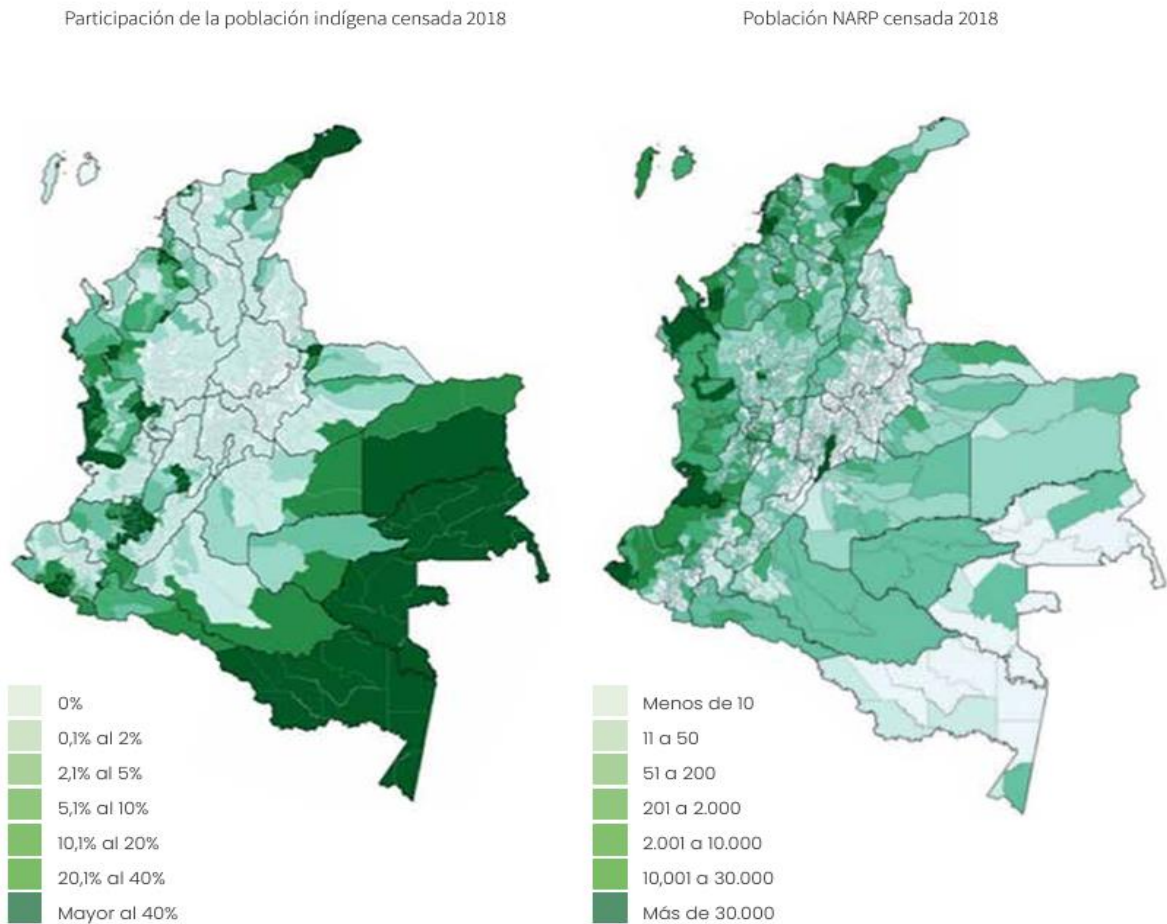 Participación de la población indígena censada 2018
Población NARP censada 2018
0%
0,1% al 2%
2,1% al 5%
5,1% al 10%
10,1% al 20%
20,1% al 40%
Mayor al 40%
Menos de 10
11 a 50
51 a 200
201 a 2.000
2.001 a 10.000
10,001 a 30.000
Más de 30.000